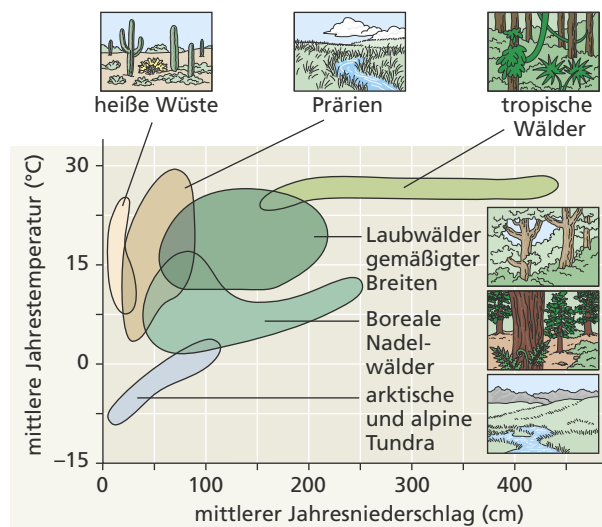 heiße Wüste
Prärien
tropische
Wälder
mittlere Jahrestemperatur (°C)
30
15
0
–15
Laubwälder
gemäßigter
Breiten
Boreale
Nadel-
wälder
arktische
und alpine
Tundra
0
100
200
300
400
mittlerer Jahresniederschlag (cm)